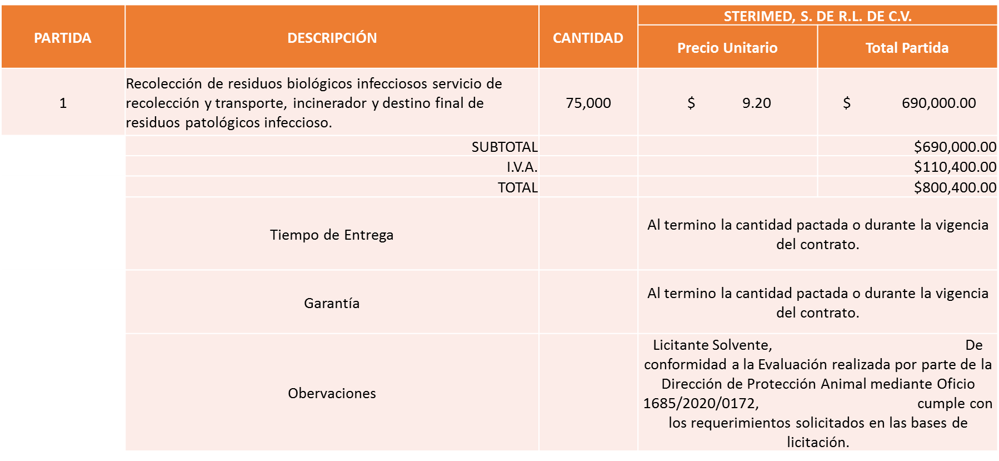 PARTIDA
DESCRIPCIÓN
CANTIDAD
STERIMED, S. DE R.L. DE C.V.
Precio Unitario
Total Partida
1
Recolección de residuos biológicos infecciosos servicio de
recolección y transporte, incinerador y destino final de
residuos patológicos infeccioso.
75,000
$ 9.20
$ 690,000.00
SUBTOTAL
$690,000.00
I.V.A.
$110,400.00
TOTAL
$800,400.00
Tiempo de Entrega
Al termino la cantidad pactada o durante la vigencia
del contrato.
Garantía
Al termino la cantidad pactada o durante la vigencia
del contrato.
Obervaciones
Licitante Solvente, De
conformidad a la Evaluación realizada por parte de la
Dirección de Protección Animal mediante Oficio
1685/2020/0172, cumple con
los requerimientos solicitados en las bases de
licitación.